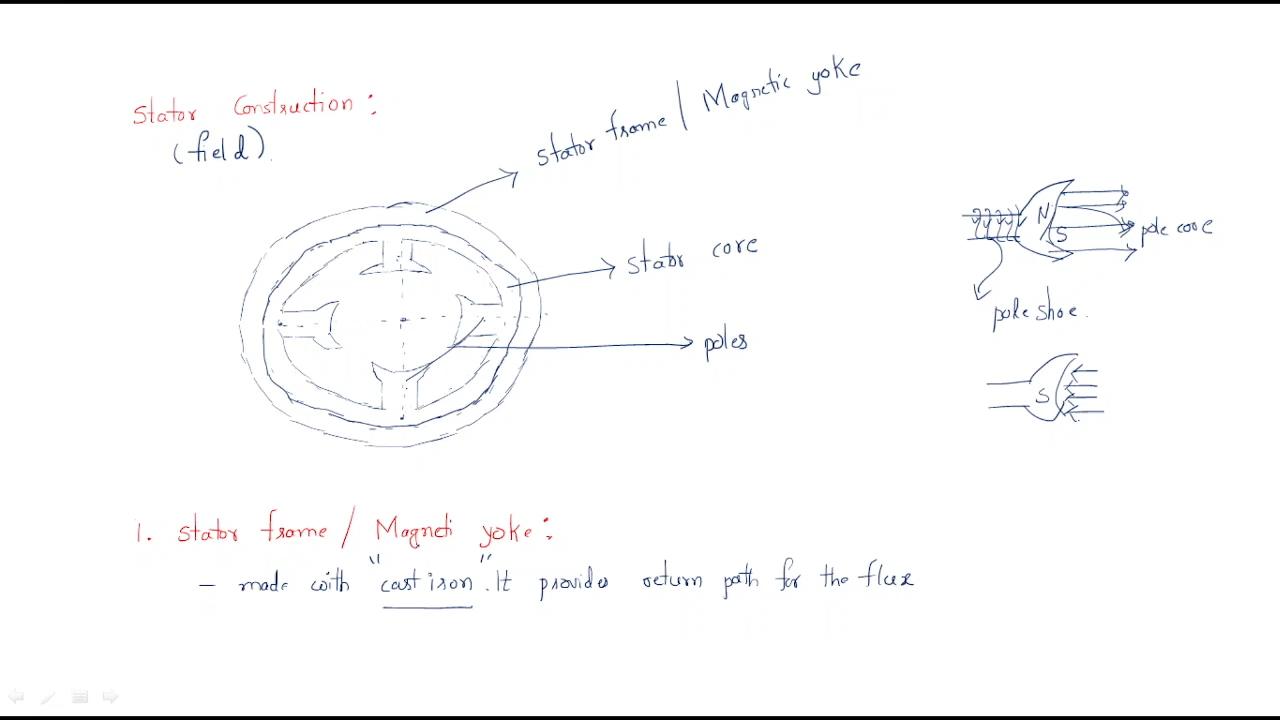 Stator Construction:
(field)
stator frame / Magnetic yoke
stator core
poles
N
S
pole core
pole shoe.
S
1. Stator frame / Magneti yoke:
- made with "cast iron". It provides return path for the flux